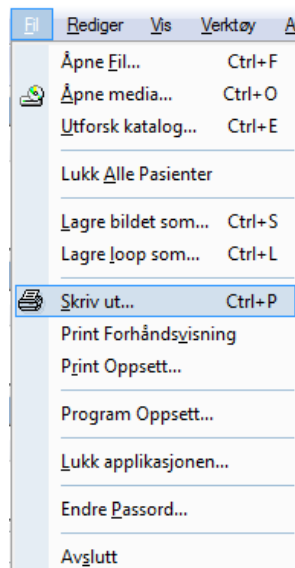 Fil Rediger Vis Verktøy
Åpne Fil... Ctrl+F
Åpne media... Ctrl+O
Utforsk katalog... Ctrl+E
Lukk Alle Pasienter
Lagre bildet som... Ctrl+S
Lagre loop som... Ctrl+L
Skriv ut... Ctrl+P
Print Forhåndsvisning
Print Oppsett...
Program Oppsett...
Lukk applikasjonen...
Endre Passord...
Avslutt